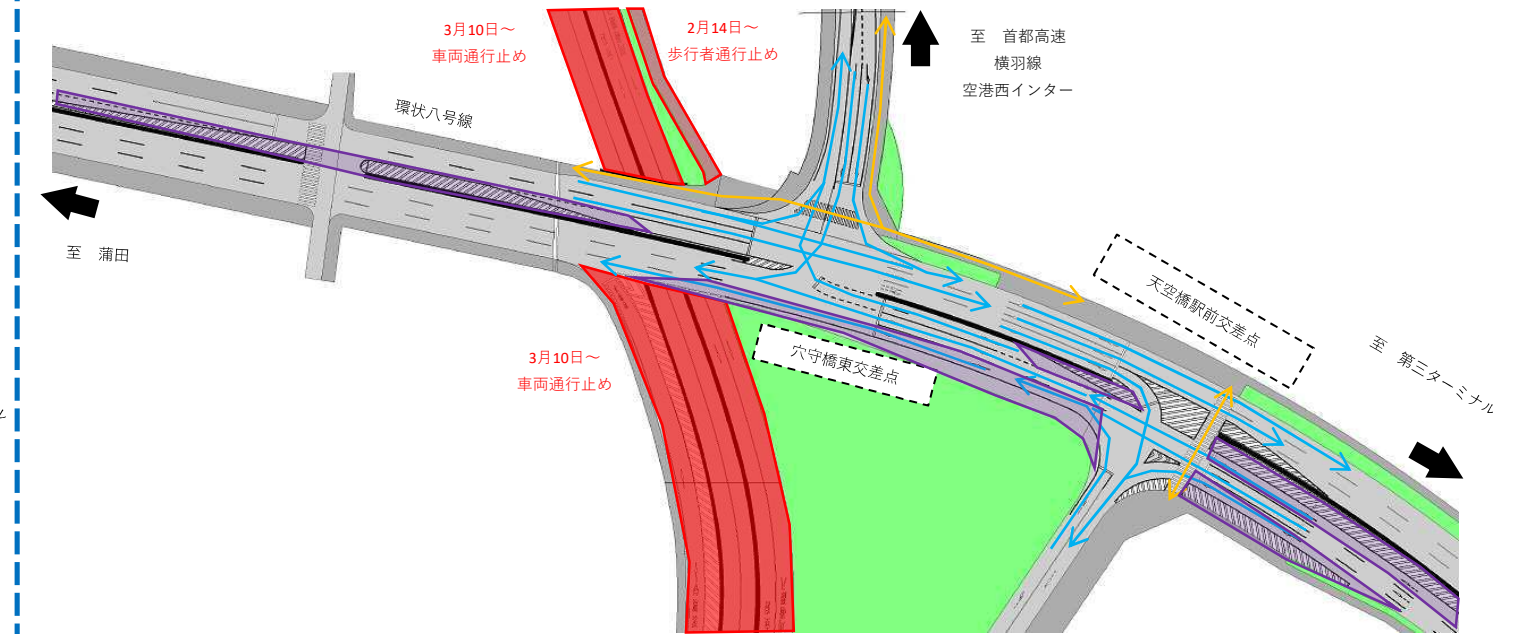 3月10日～
車両通行止め
2月14日～
歩行者通行止め
至　首都高速
横羽線
空港西インター
環状八号線
至　蒲田
天空橋駅前交差点
至　第三ターミナル
3月10日～
車両通行止め
穴守橋東交差点